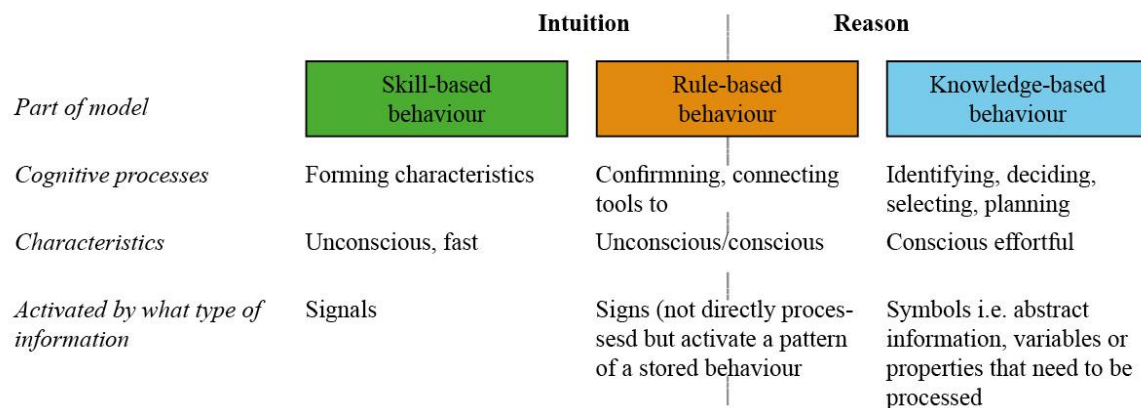 Intuition Reason
Part of model
Skill-based
behaviour
Rule-based
behaviour
Knowledge-based
behaviour
Cognitive processes
Forming characteristics
Confirmning, connecting
tools to
Identifying, deciding,
selecting, planning
Characteristics
Unconscious, fast
Unconscious/conscious
Conscious effortful
Activated by what type of
information
Signals
Signs (not directly proces-
sesd but activate a pattern
of a stored behaviour
Symbols i.e. abstract
information, variables or
properties that need to be
processed